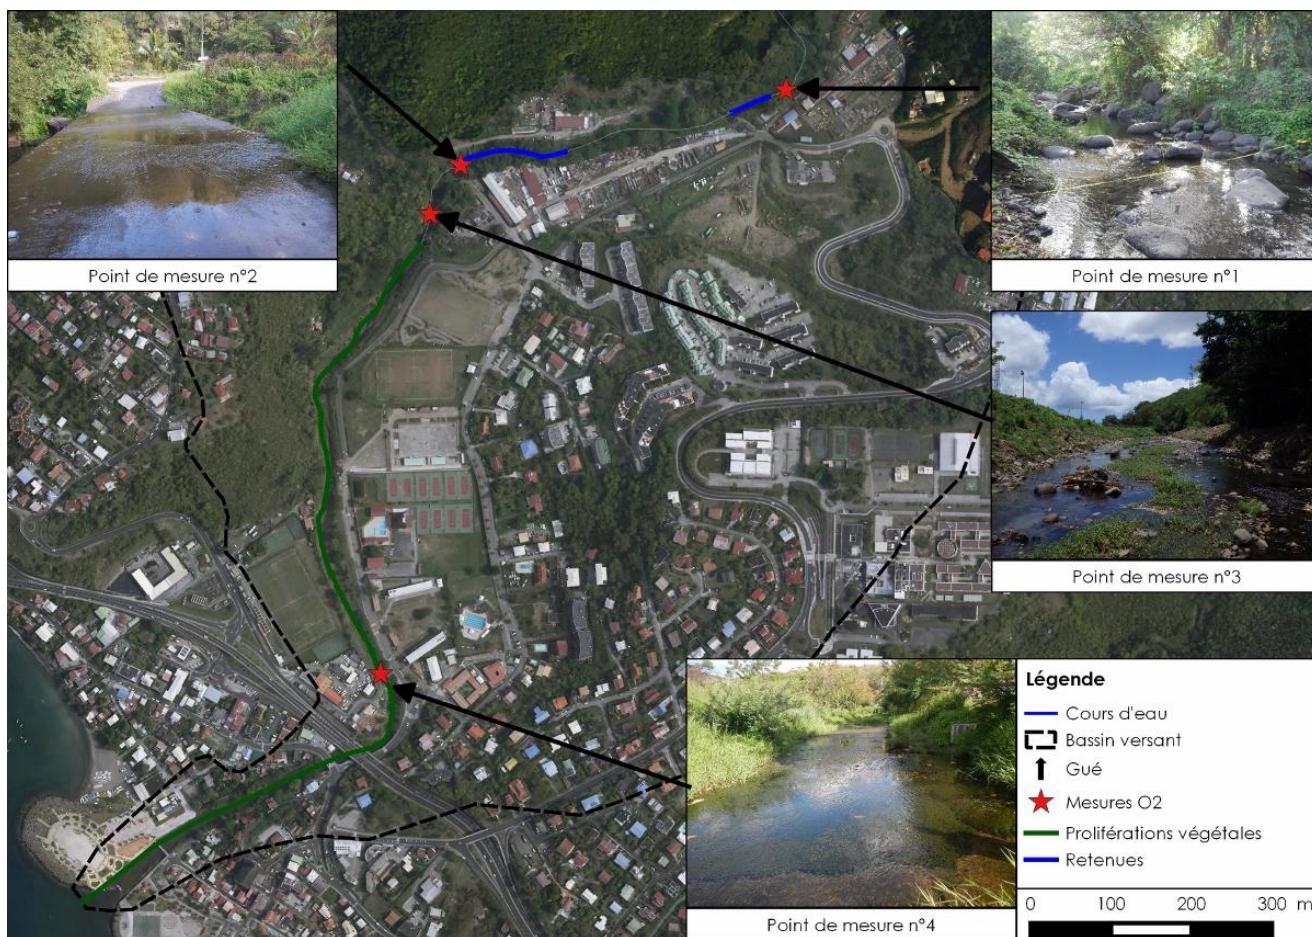 Point de mesure n°2
Point de mesure n°1
Point de mesure n°3
Point de mesure n°4
Légende
Cours d'eau
Bassin versant
Gué
Mesures O2
Proliférations végétales
Retenues
0 100 200 300 m